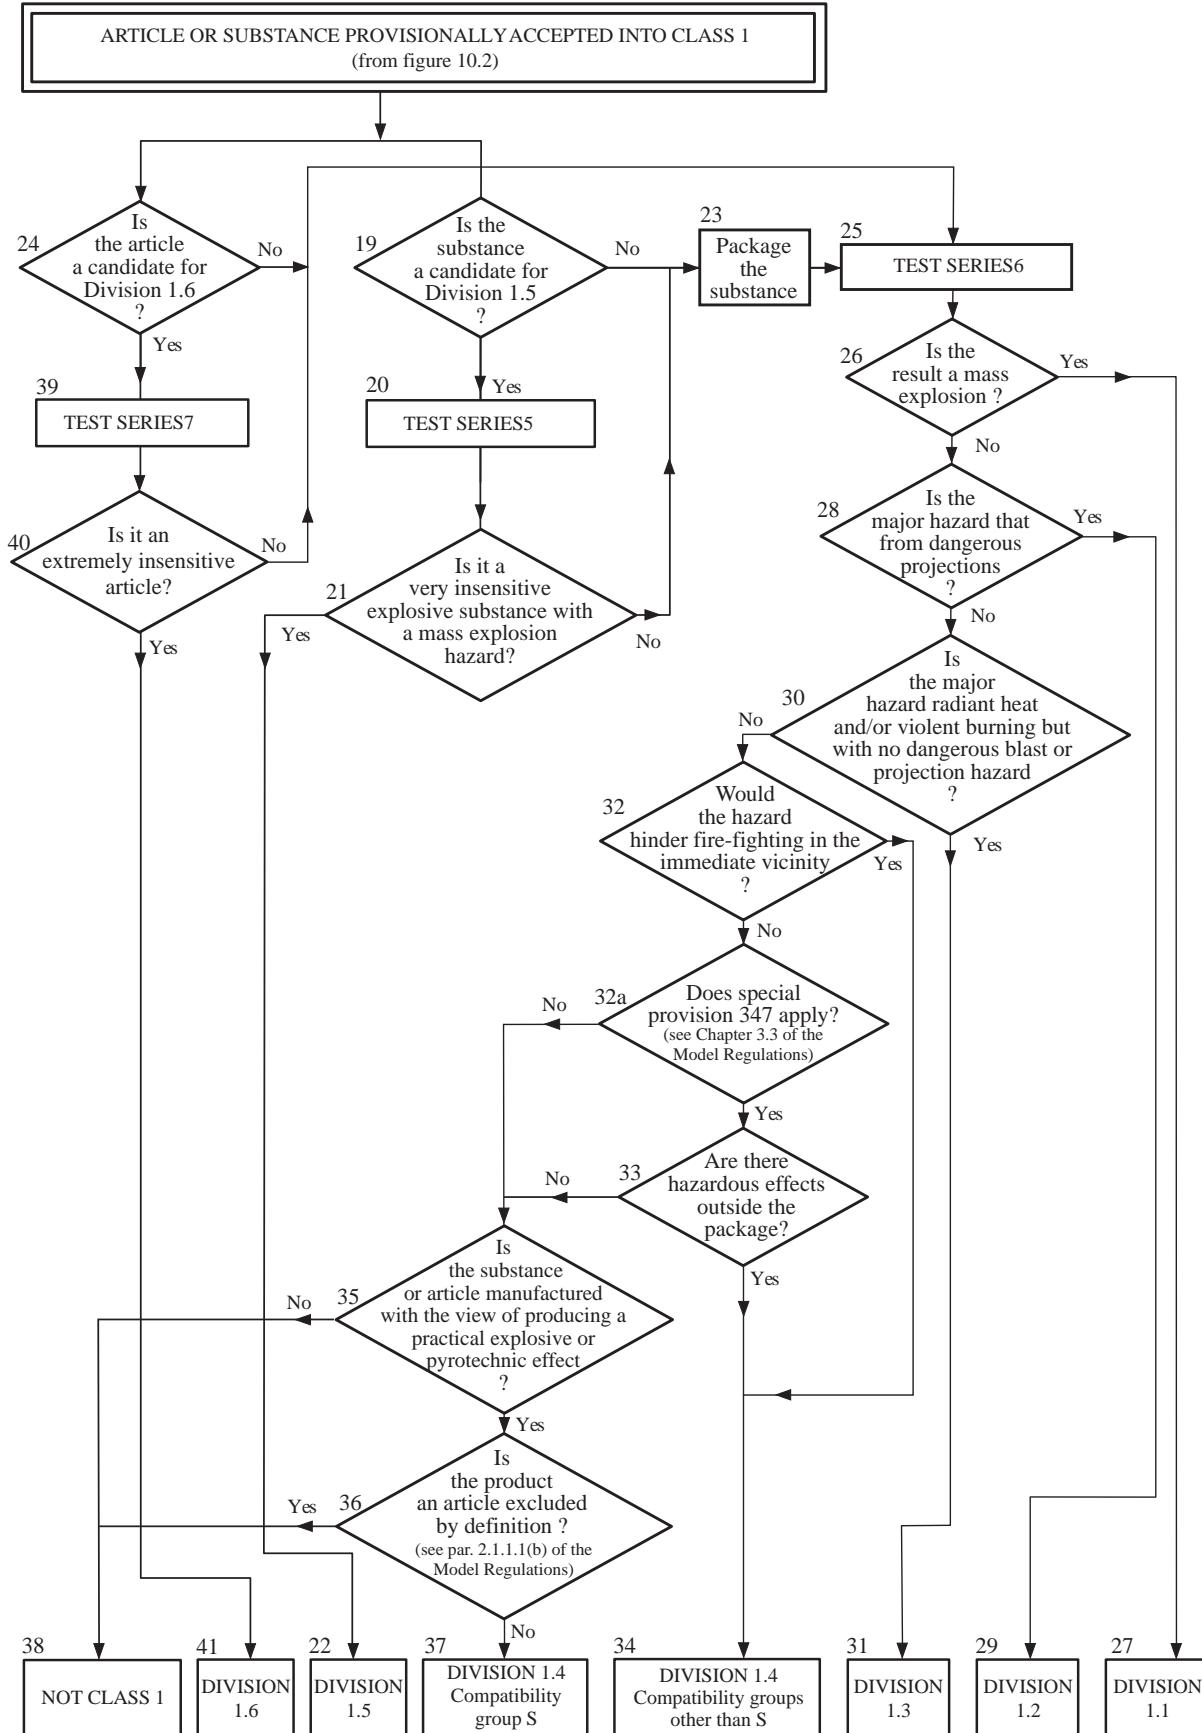 ARTICLE OR SUBSTANCE PROVISIONALLY ACCEPTED INTO CLASS 1
(from figure 10.2)
24
Is
the article
a candidate for
Division 1.6
?
No
Yes
19
Is the
substance
a candidate for
Division 1.5
?
No
Yes
23
Package
the
substance
25
TEST SERIES6
39
TEST SERIES7
20
TEST SERIES5
26
Is the
result a mass
explosion ?
Yes
No
40
Is it an
extremely insensitive
article?
No
Yes
21
Is it a
very insensitive
explosive substance with
a mass explosion
hazard?
Yes
No
28
Is the
major hazard that
from dangerous
projections
?
Yes
No
30
Is
the major
hazard radiant heat
and/or violent burning but
with no dangerous blast or
projection hazard
?
No
Yes
32
Would
the hazard
hinder fire-fighting in the
immediate vicinity
?
Yes
No
32a
Does special
provision 347 apply?
(see Chapter 3.3 of the
Model Regulations)
No
Yes
33
Are there
hazardous effects
outside the
package?
No
Yes
35
Is
the substance
or article manufactured
with the view of producing a
practical explosive or
pyrotechnic effect
?
No
Yes
36
Is
the product
an article excluded
by definition ?
(see par. 2.1.1.1(b) of the
Model Regulations)
Yes
No
38
NOT CLASS 1
41
DIVISION
1.6
22
DIVISION
1.5
37
DIVISION 1.4
Compatibility
group S
34
DIVISION 1.4
Compatibility groups
other than S
31
DIVISION
1.3
29
DIVISION
1.2
27
DIVISION
1.1